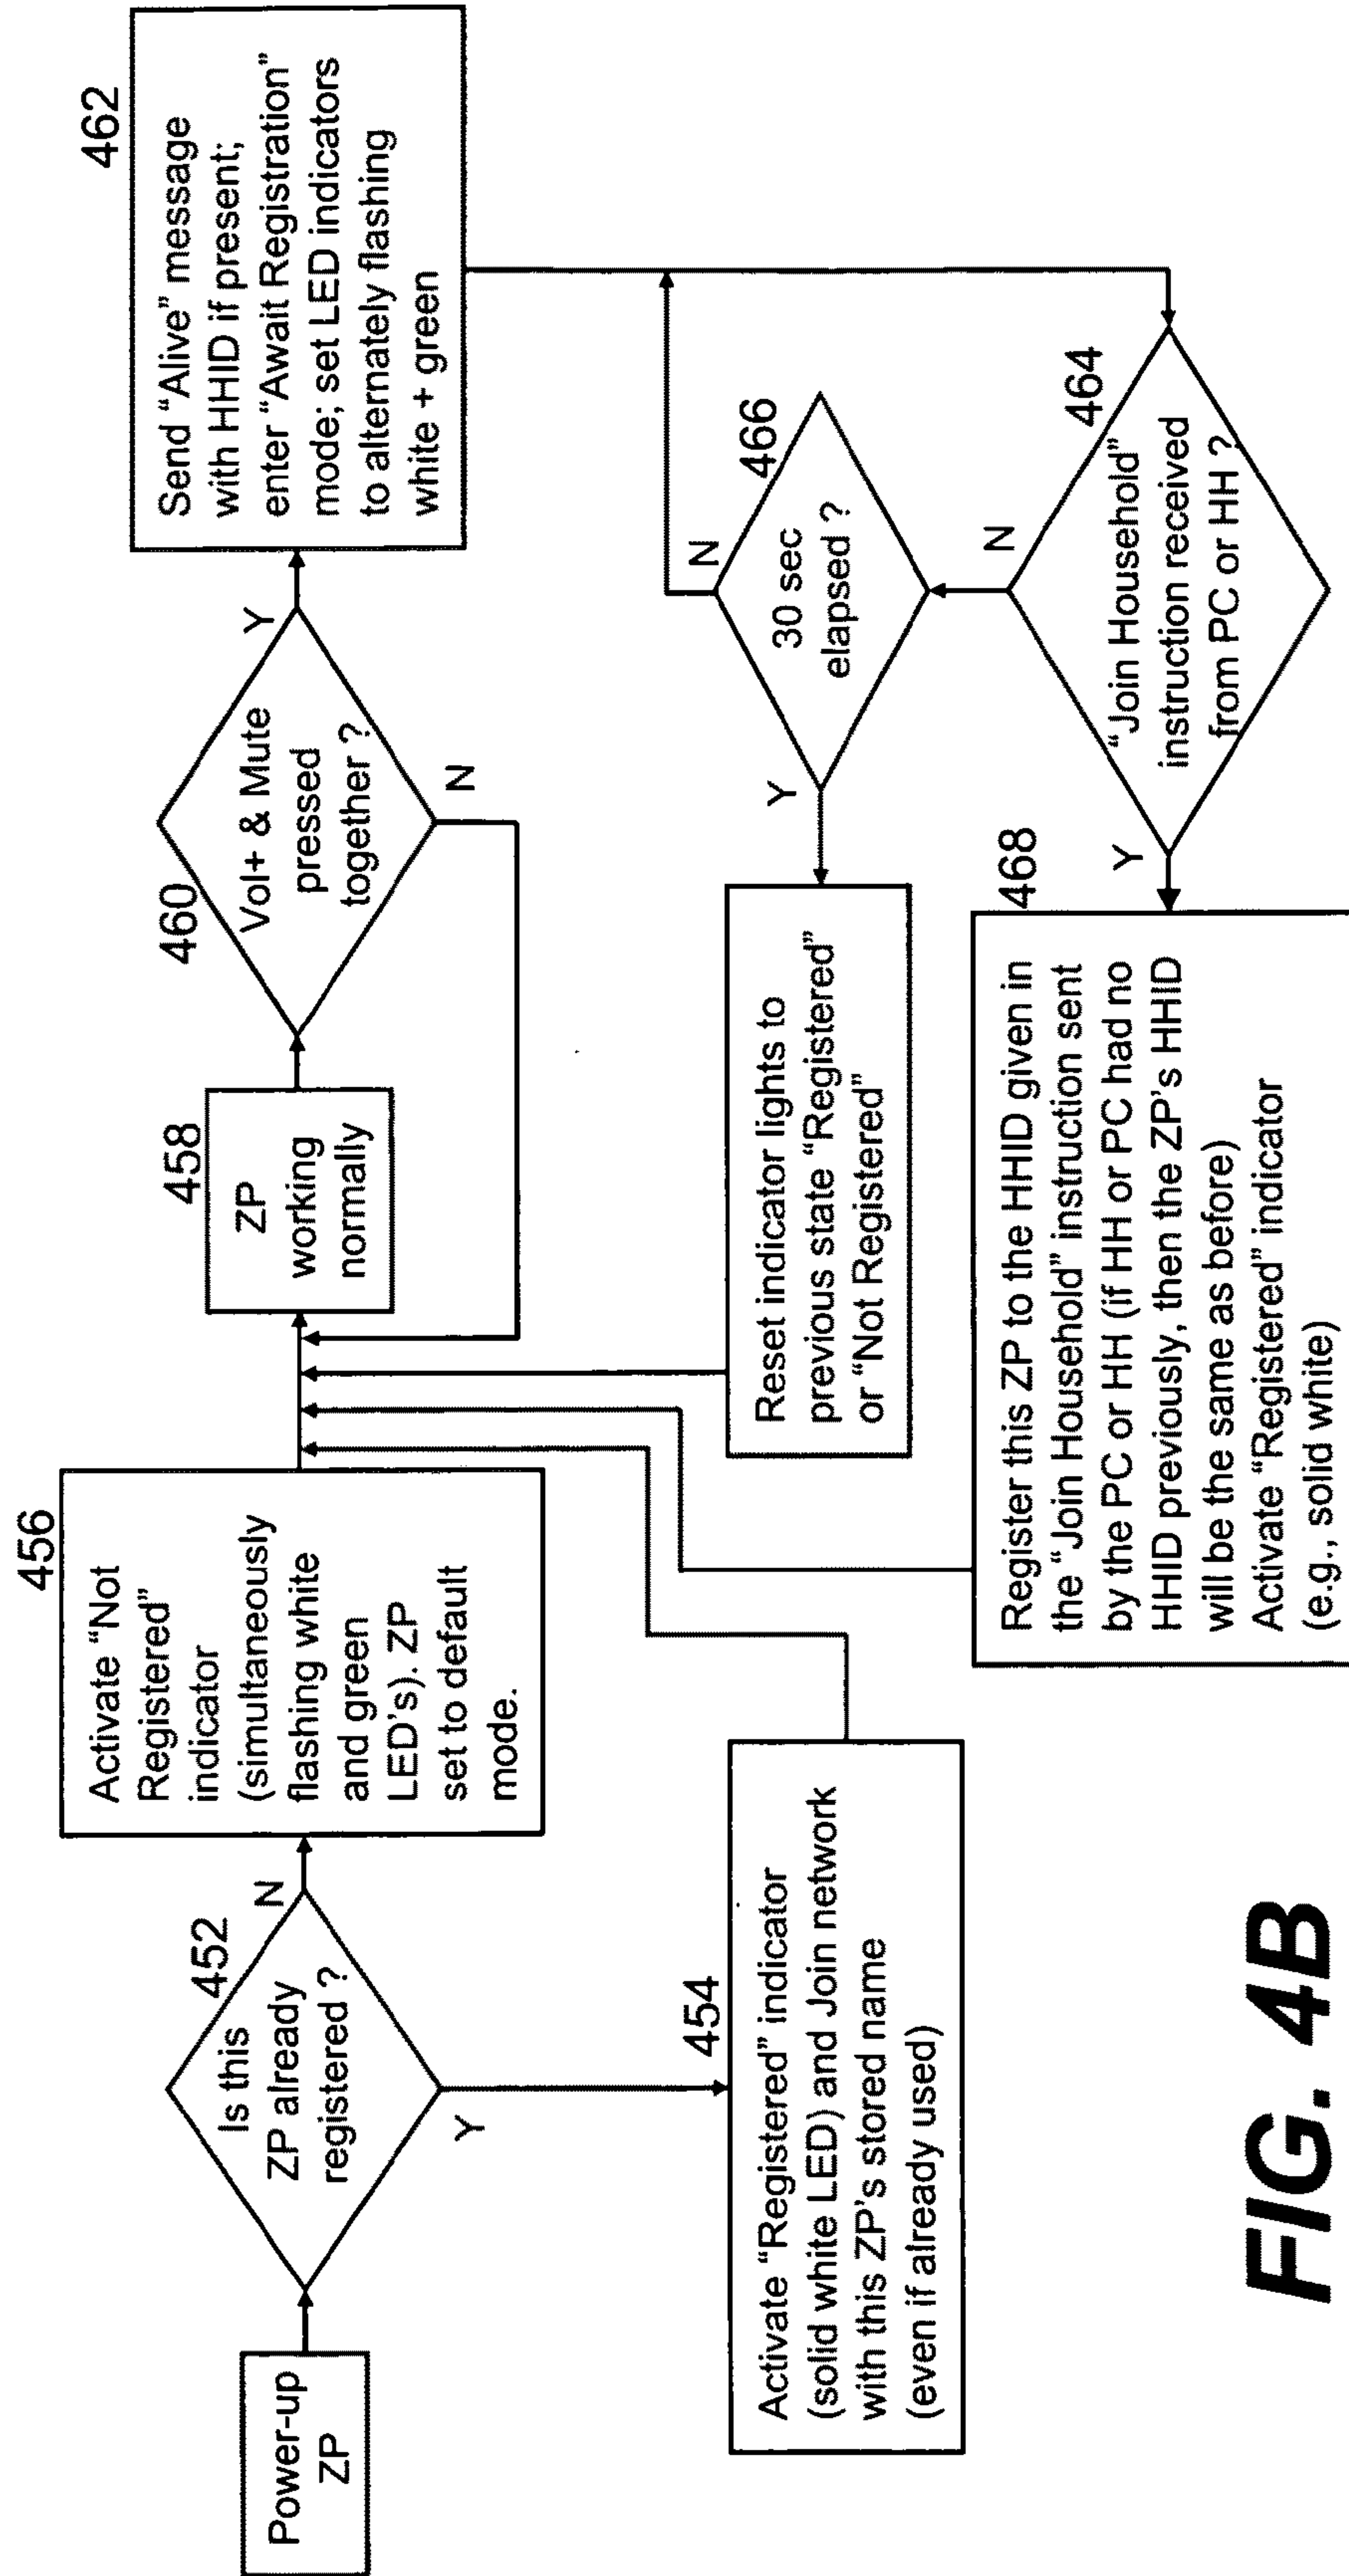 Power-up
ZP
452
Is this
ZP already
registered ?
N
Y
456
Activate “Not
Registered”
indicator
(simultaneously
flashing white
and green
LED's). ZP
set to default
mode.
454
Activate “Registered” indicator
(solid white LED) and Join network
with this ZP's stored name
(even if already used)
458
ZP
working
normally
460
Vol+ & Mute
pressed
together ?
Y
N
462
Send “Alive” message
with HHID if present;
enter “Await Registration”
mode; set LED indicators
to alternately flashing
white + green
464
“Join Household”
instruction received
from PC or HH ?
N
Y
466
30 sec
elapsed ?
N
Y
Reset indicator lights to
previous state “Registered”
or “Not Registered”
468
Register this ZP to the HHID given in
the “Join Household” instruction sent
by the PC or HH (if HH or PC had no
HHID previously, then the ZP's HHID
will be the same as before)
Activate “Registered” indicator
(e.g., solid white)
FIG. 4B